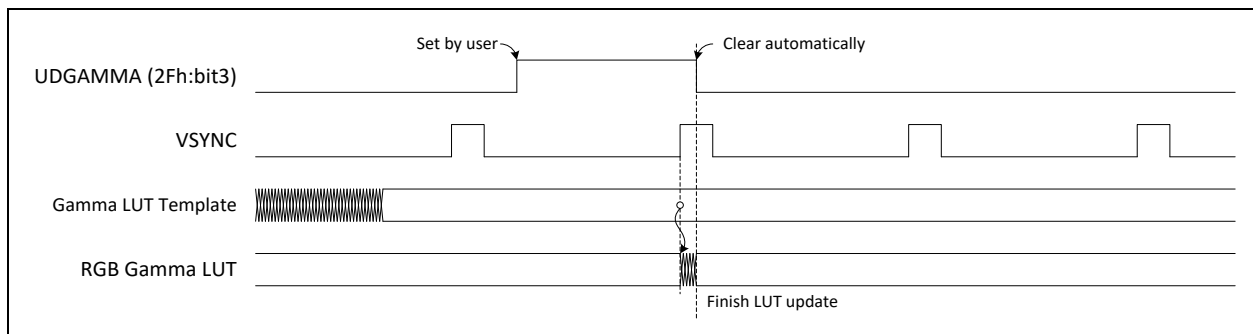 Set by user
Clear automatically
UDGAMMA (2Fh:bit3)
VSYNC
Gamma LUT Template
RGB Gamma LUT
Finish LUT update